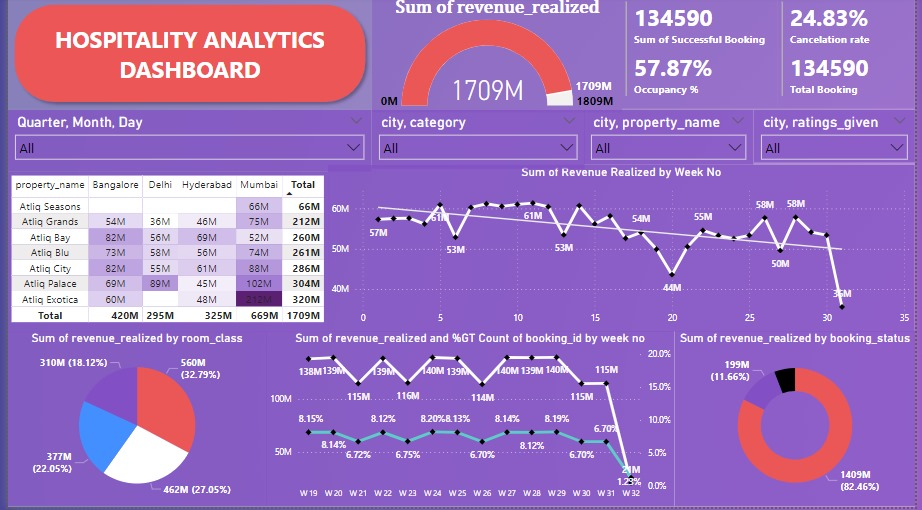 HOSPITALITY ANALYTICS
DASHBOARD
Sum of revenue_realized
1709M
0M
1709M
1809M
134590
Sum of Successful Booking
57.87%
Occupancy %
24.83%
Cancelation rate
134590
Total Booking
Quarter, Month, Day
All
city, category
All
city, property_name
All
city, ratings_given
All
property_name Bangalore Delhi Hyderabad Mumbai Total
Atliq Seasons 66M 66M
Atliq Grands 54M 36M 46M 75M 212M
Atliq Bay 82M 56M 69M 52M 260M
Atliq Blu 73M 58M 56M 74M 261M
Atliq City 82M 55M 61M 88M 286M
Atliq Palace 69M 89M 45M 102M 304M
Atliq Exotica 60M 48M 212M 320M
Total 420M 295M 325M 669M 1709M
Sum of Revenue Realized by Week No
60M
50M
40M
57M
61M
53M
61M
53M
54M
44M
55M
58M
50M
58M
36M
0 5 10 15 20 25 30 35
Sum of revenue_realized by room_class
310M (18.12%)
560M
(32.79%)
377M
(22.05%)
462M (27.05%)
Sum of revenue_realized and %GT Count of booking_id by week no
100M
50M
20.0%
15.0%
10.0%
5.0%
0.0%
138M 139M 115M 139M 116M 140M 139M 114M 140M 139M 140M 115M 115M 21M
8.15% 8.14% 6.72% 8.12% 6.75% 8.20% 8.13% 6.70% 8.14% 8.12% 8.19% 6.70% 6.70% 1.28%
W 19 W 20 W 21 W 22 W 23 W 24 W 25 W 26 W 27 W 28 W 29 W 30 W 31 W 32
Sum of revenue_realized by booking_status
199M
(11.66%)
1409M
(82.46%)